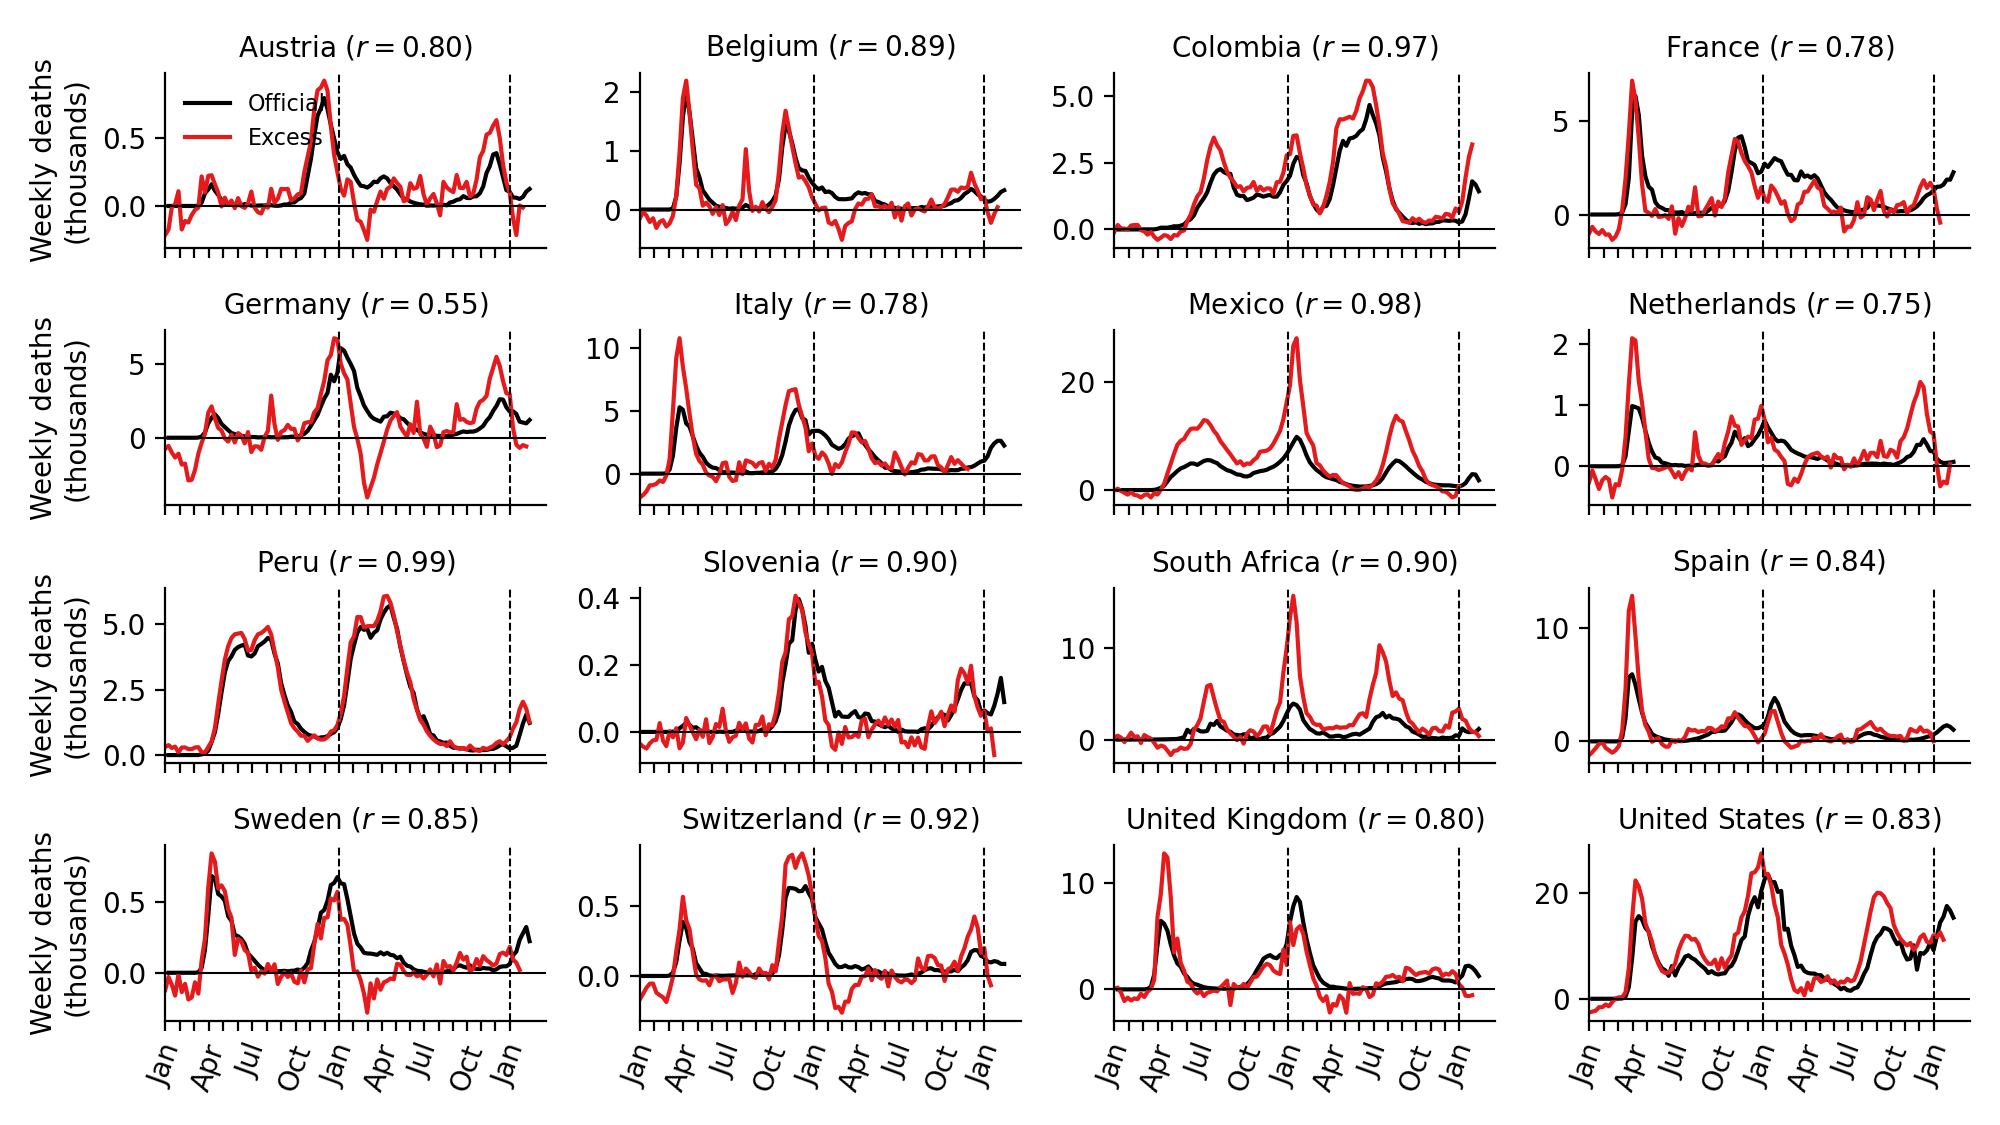 Austria (r = 0.80)
Belgium (r = 0.89)
Colombia (r = 0.97)
France (r = 0.78)
Weekly deaths
(thousands)
0.5
0.0
Official
Excess
2
1
0
5.0
2.5
0.0
5
0
Germany (r = 0.55)
Italy (r = 0.78)
Mexico (r = 0.98)
Netherlands (r = 0.75)
Weekly deaths
(thousands)
5
0
10
5
0
20
0
2
1
0
Peru (r = 0.99)
Slovenia (r = 0.90)
South Africa (r = 0.90)
Spain (r = 0.84)
Weekly deaths
(thousands)
5.0
2.5
0.0
0.4
0.2
0.0
10
0
10
0
Sweden (r = 0.85)
Switzerland (r = 0.92)
United Kingdom (r = 0.80)
United States (r = 0.83)
Weekly deaths
(thousands)
0.5
0.0
0.5
0.0
10
0
20
0
Jan Apr Jul Oct Jan Apr Jul Oct Jan
Jan Apr Jul Oct Jan Apr Jul Oct Jan
Jan Apr Jul Oct Jan Apr Jul Oct Jan
Jan Apr Jul Oct Jan Apr Jul Oct Jan